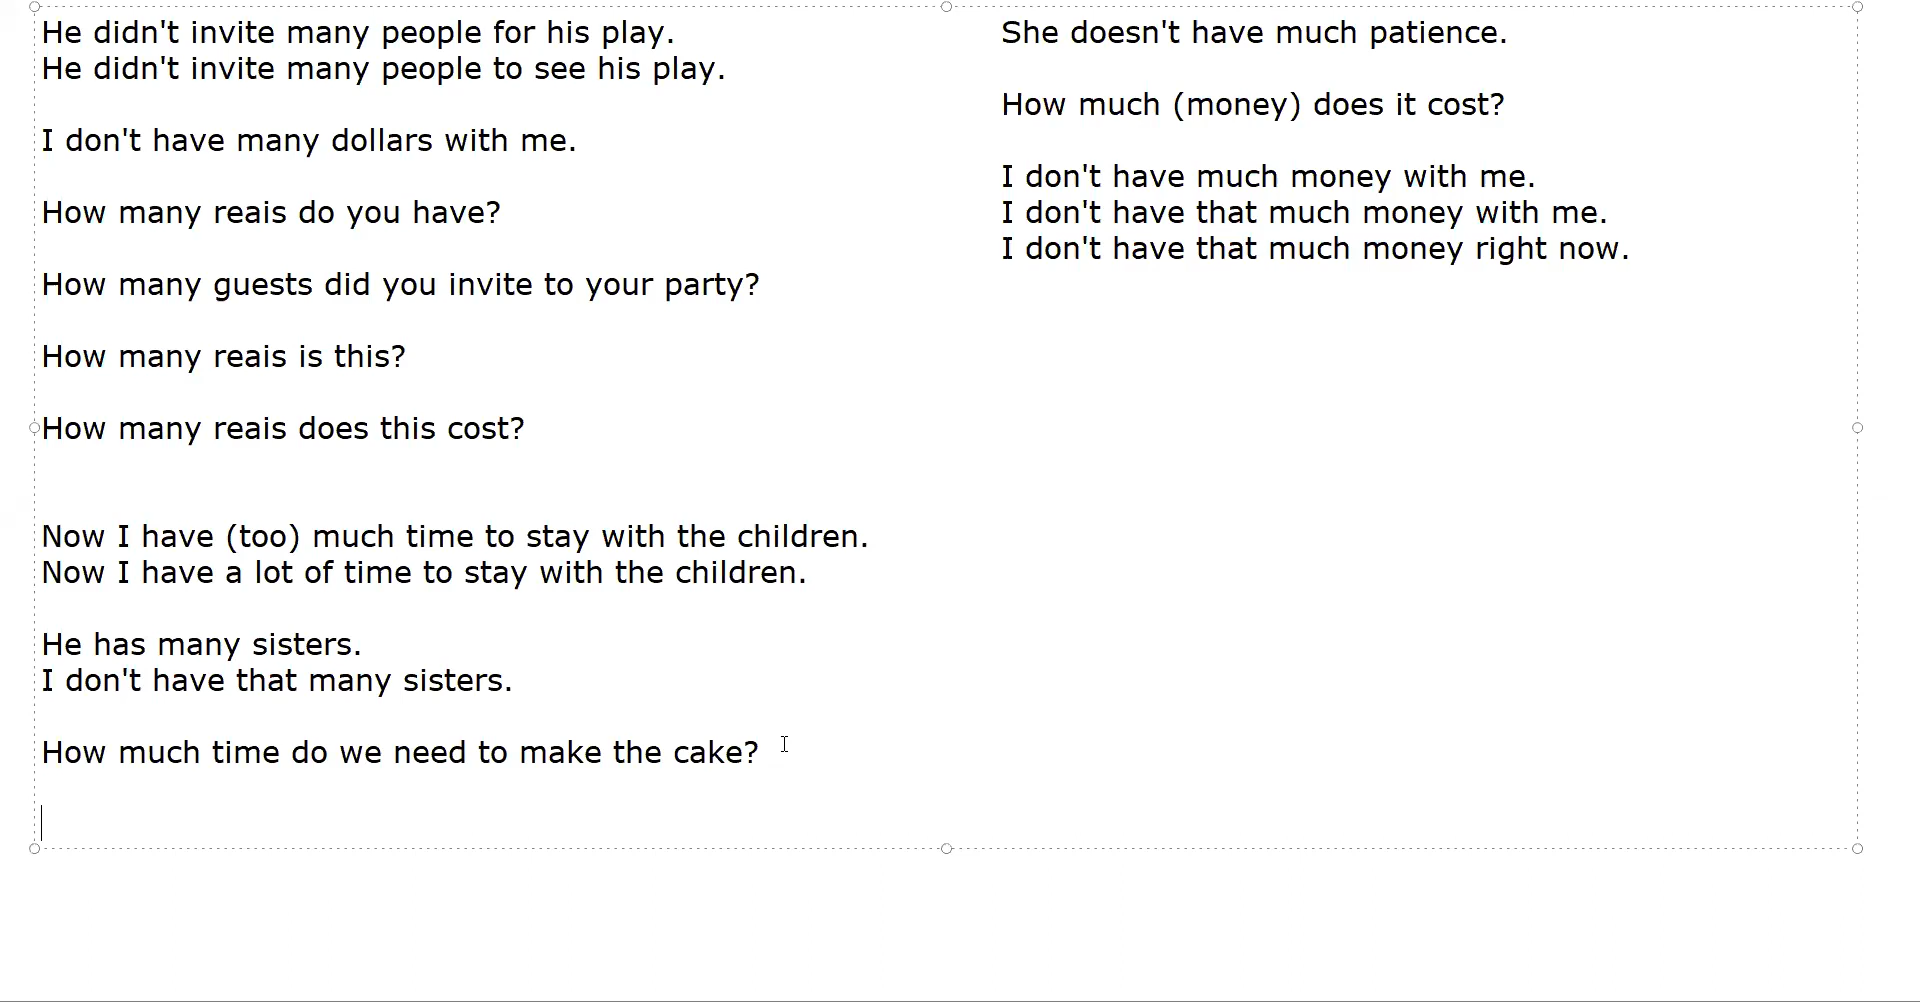 He didn't invite many people for his play.
He didn't invite many people to see his play.
I don't have many dollars with me.
How many reais do you have?
How many guests did you invite to your party?
How many reais is this?
How many reais does this cost?
Now I have (too) much time to stay with the children.
Now I have a lot of time to stay with the children.
He has many sisters.
I don't have that many sisters.
How much time do we need to make the cake?
She doesn't have much patience.
How much (money) does it cost?
I don't have much money with me.
I don't have that much money with me.
I don't have that much money right now.